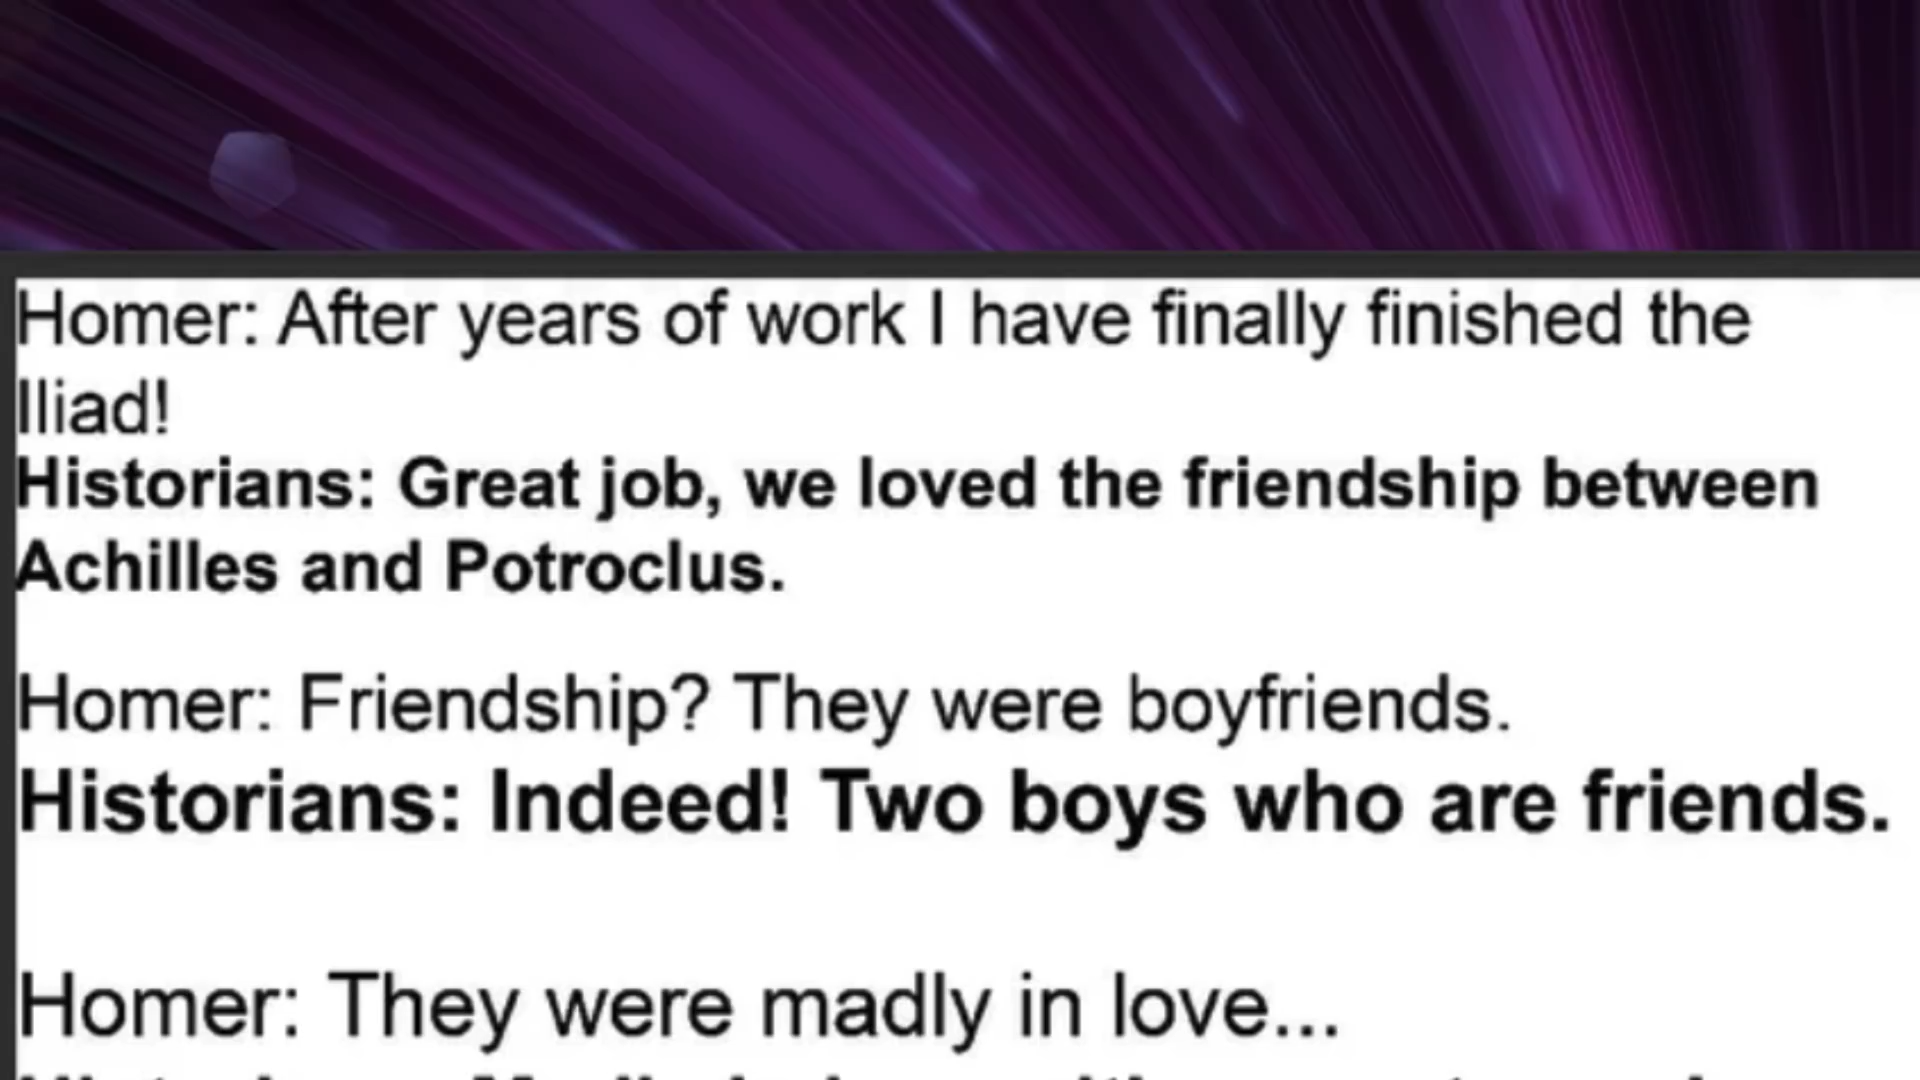 Homer: After years of work I have finally finished the
Iliad!
Historians: Great job, we loved the friendship between
Achilles and Potroclus.
Homer: Friendship? They were boyfriends.
Historians: Indeed! Two boys who are friends.
Homer: They were madly in love...